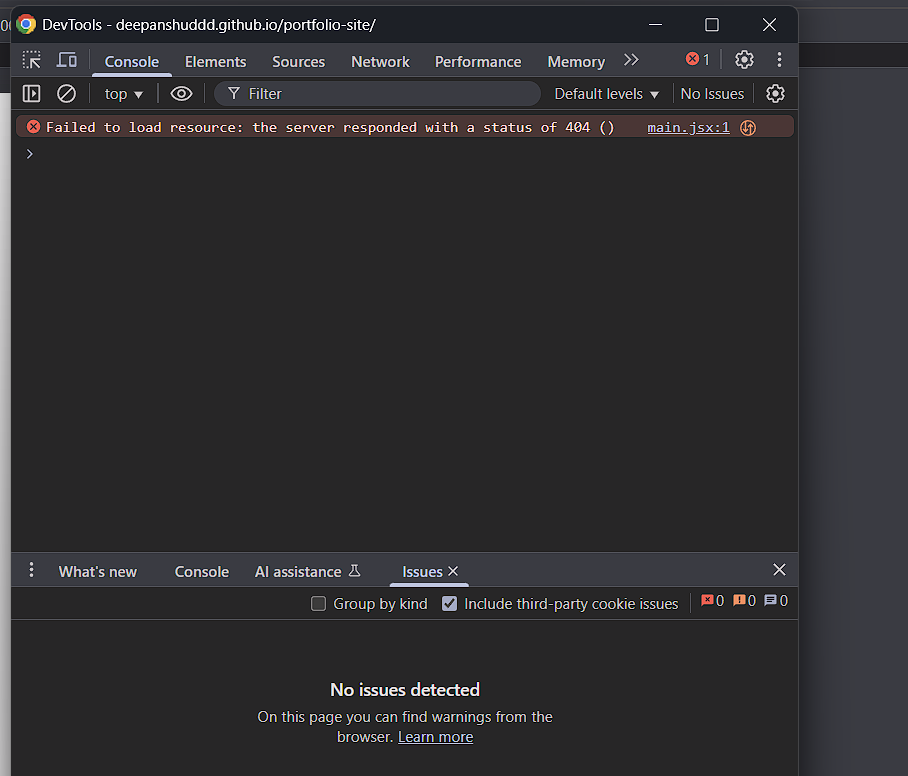 DevTools - deepanshuddd.github.io/portfolio-site/
Console Elements Sources Network Performance Memory 1
top Filter Default levels No Issues
Failed to load resource: the server responded with a status of 404 () main.jsx:1
What's new Console AI assistance Issues
Group by kind Include third-party cookie issues 0 0 0
No issues detected
On this page you can find warnings from the
browser. Learn more